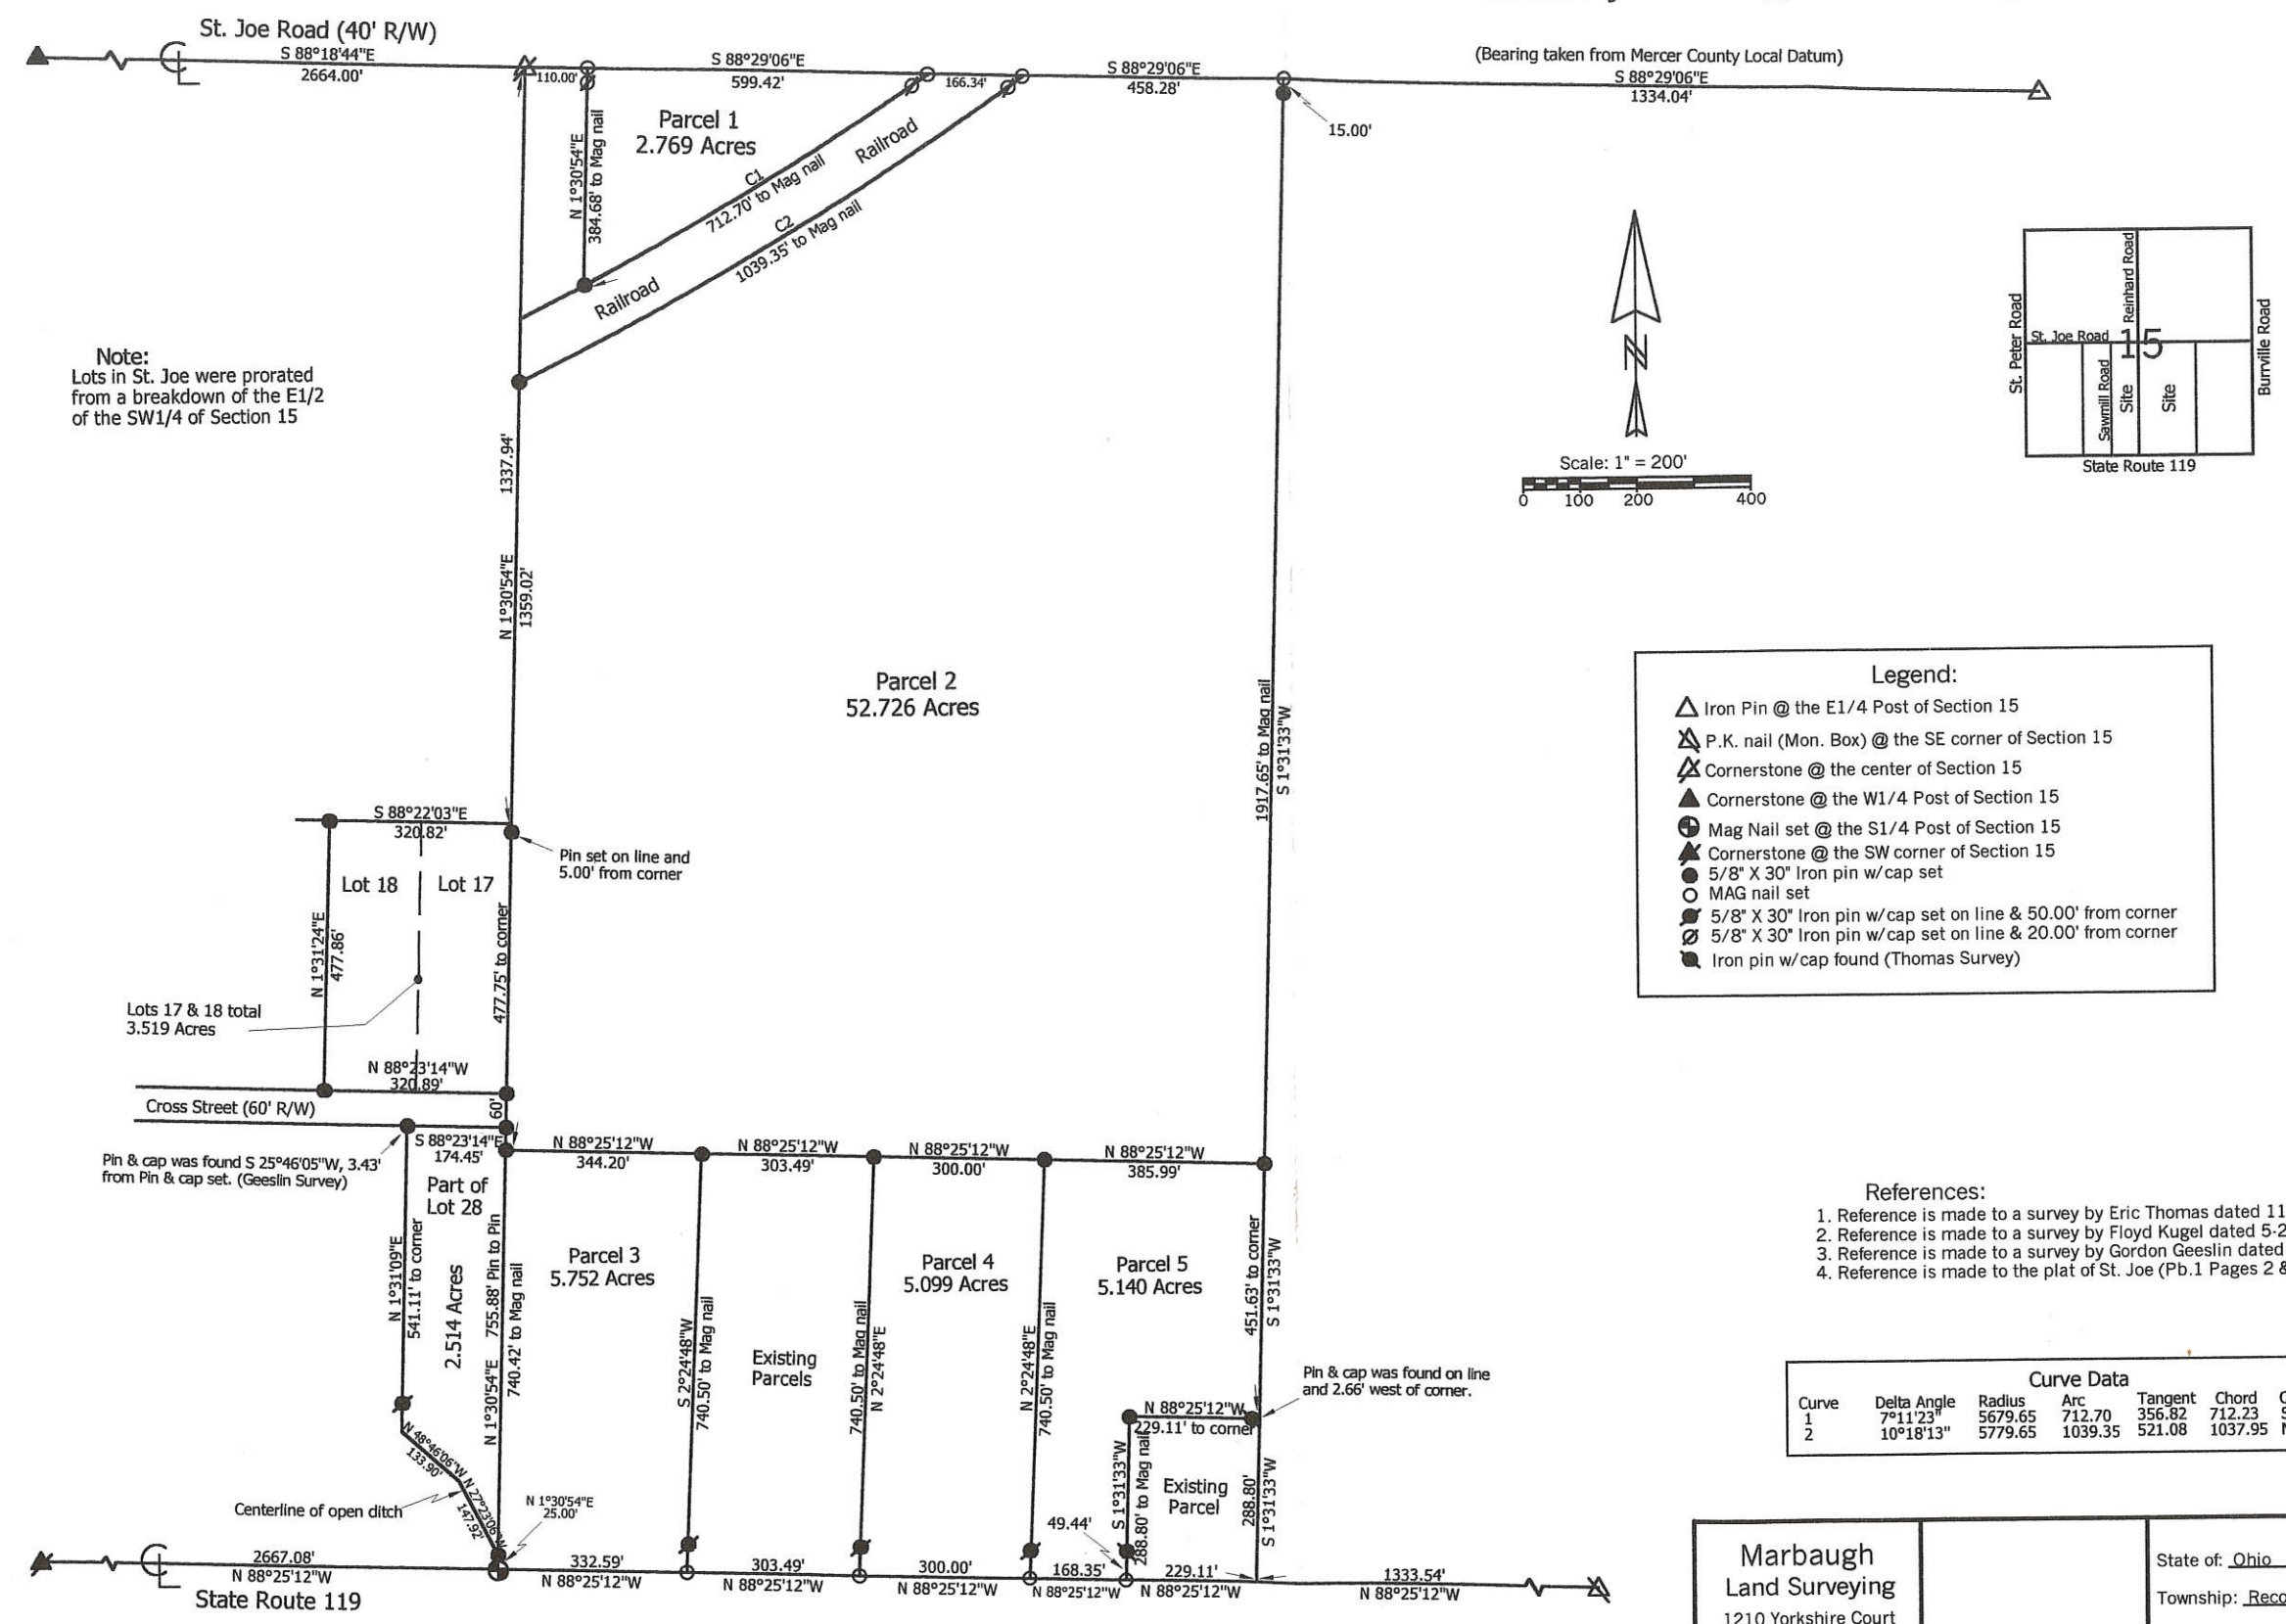 St. Joe Road (40' R/W)
S 88°18'44"E
2664.00'
110.00'
S 88°29'06"E
599.42'
166.34'
S 88°29'06"E
458.28'
(Bearing taken from Mercer County Local Datum)
S 88°29'06"E
1334.04'
15.00'
Parcel 1
2.769 Acres
N 1°30'54"E
384.68' to Mag nail
C1
712.70' to Mag nail
Railroad
C2
1039.35' to Mag nail
Railroad
Note:
Lots in St. Joe were prorated
from a breakdown of the E1/2
of the SW1/4 of Section 15
1337.94'
N 1°30'54"E
1359.02'
Scale: 1" = 200'
0 100 200 400
N
St. Peter Road
St. Joe Road
Reinhard Road
15
Sawmill Road
Site
Site
Burrville Road
State Route 119
Parcel 2
52.726 Acres
1917.65' to Mag nail
S 1°31'33"W
Legend:
Iron Pin @ the E1/4 Post of Section 15
P.K. nail (Mon. Box) @ the SE corner of Section 15
Cornerstone @ the center of Section 15
Cornerstone @ the W1/4 Post of Section 15
Mag Nail set @ the S1/4 Post of Section 15
Cornerstone @ the SW corner of Section 15
5/8" X 30" Iron pin w/cap set
MAG nail set
5/8" X 30" Iron pin w/cap set on line & 50.00' from corner
5/8" X 30" Iron pin w/cap set on line & 20.00' from corner
Iron pin w/cap found (Thomas Survey)
S 88°22'03"E
320.82'
Pin set on line and
5.00' from corner
Lot 18
Lot 17
N 1°31'24"E
477.86'
477.75' to corner
Lots 17 & 18 total
3.519 Acres
N 88°23'14"W
320.89'
Cross Street (60' R/W)
60'
S 88°23'14"E
174.45'
Pin & cap was found S 25°46'05"W, 3.43'
from Pin & cap set. (Geeslin Survey)
N 88°25'12"W
344.20'
N 88°25'12"W
303.49'
N 88°25'12"W
300.00'
N 88°25'12"W
385.99'
Part of
Lot 28
2.514 Acres
N 1°31'09"E
541.11' to corner
N 1°30'54"E 755.88' Pin to Pin
740.42' to Mag nail
Parcel 3
5.752 Acres
S 2°24'48"W
740.50' to Mag nail
Existing
Parcels
740.50' to Mag nail
N 2°24'48"E
Parcel 4
5.099 Acres
N 2°24'48"E
740.50' to Mag nail
Parcel 5
5.140 Acres
451.63' to corner
S 1°31'33"W
Pin & cap was found on line
and 2.66' west of corner.
N 88°25'12"W
229.11' to corner
S 1°31'33"W
288.80' to Mag nail
Existing
Parcel
288.80'
S 1°31'33"W
49.44'
N 48°46'06"W
133.90'
N 27°23'06"W
147.92'
Centerline of open ditch
N 1°30'54"E
25.00'
2667.08'
N 88°25'12"W
State Route 119
332.59'
N 88°25'12"W
303.49'
N 88°25'12"W
300.00'
N 88°25'12"W
168.35'
N 88°25'12"W
229.11'
N 88°25'12"W
1333.54'
N 88°25'12"W
References:
1. Reference is made to a survey by Eric Thomas dated 11
2. Reference is made to a survey by Floyd Kugel dated 5-2
3. Reference is made to a survey by Gordon Geeslin dated
4. Reference is made to the plat of St. Joe (Pb.1 Pages 2 &
Curve Data
Curve Delta Angle Radius Arc Tangent Chord
1 7°11'23" 5679.65 712.70 356.82 712.23
2 10°18'13" 5779.65 1039.35 521.08 1037.95
Marbaugh
Land Surveying
1210 Yorkshire Court
State of: Ohio
Township: Reco